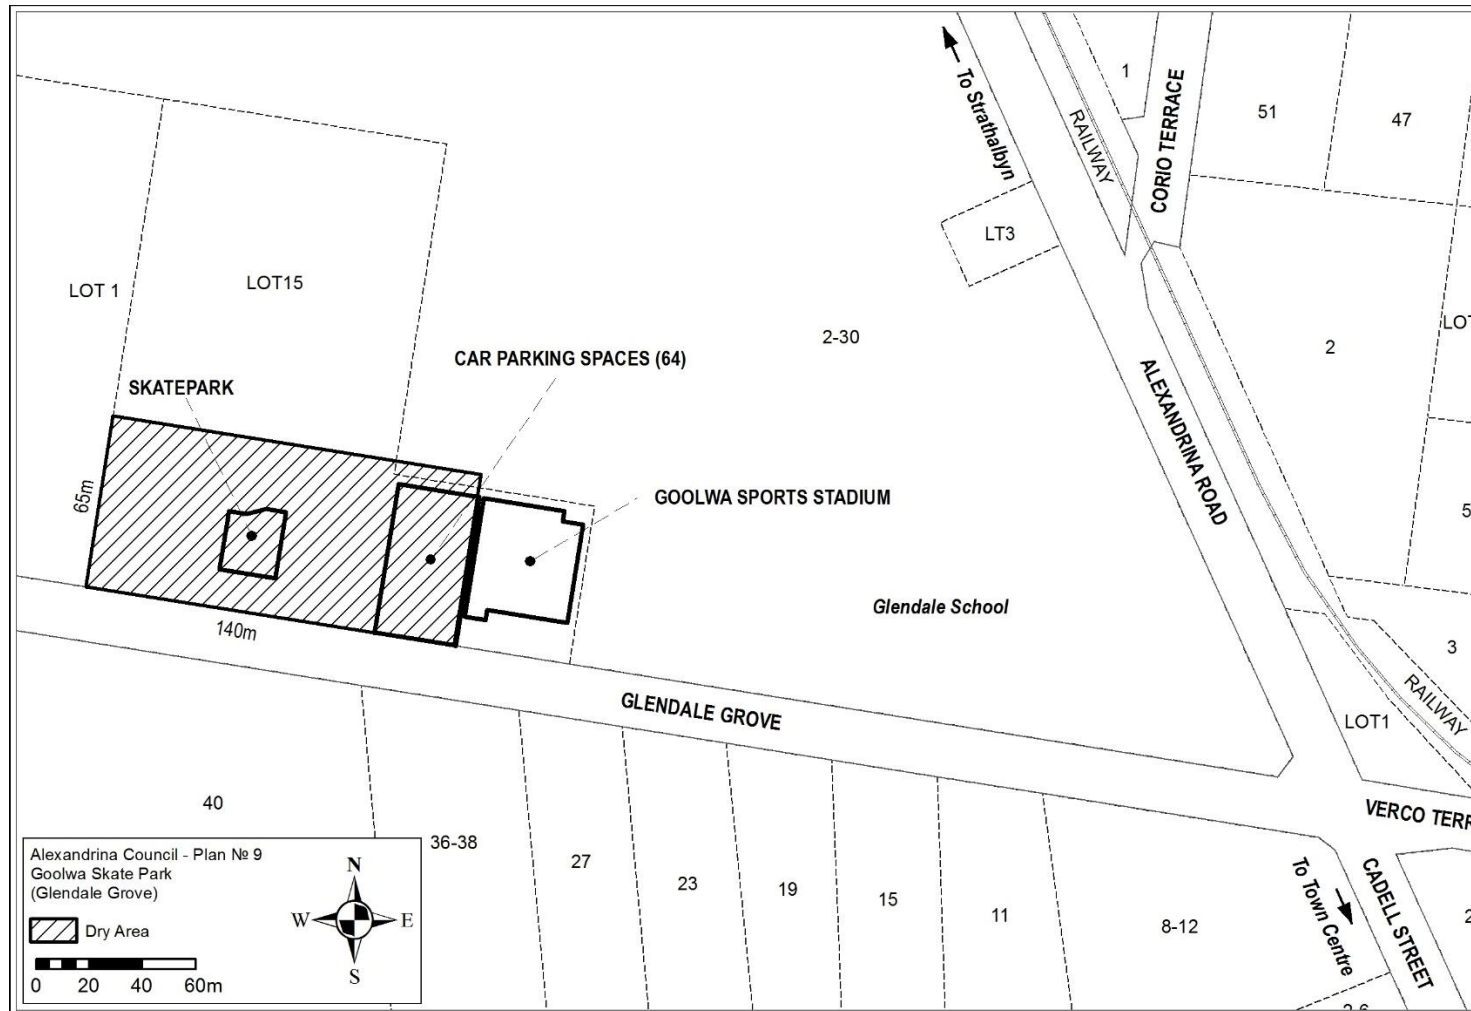 To Strathalbyn
RAILWAY
1
CORIO TERRACE
51
47
LT3
LOT 1
LOT15
2-30
2
CAR PARKING SPACES (64)
SKATEPARK
ALEXANDRINA ROAD
65m
GOOLWA SPORTS STADIUM
5
Glendale School
140m
3
GLENDALE GROVE
RAILWAY
LOT1
40
VERCO TERR
36-38
27
23
19
15
11
8-12
To Town Centre
CADELL STREET
2
Alexandrina Council - Plan № 9
Goolwa Skate Park
(Glendale Grove)
Dry Area
N
W E
S
0 20 40 60m